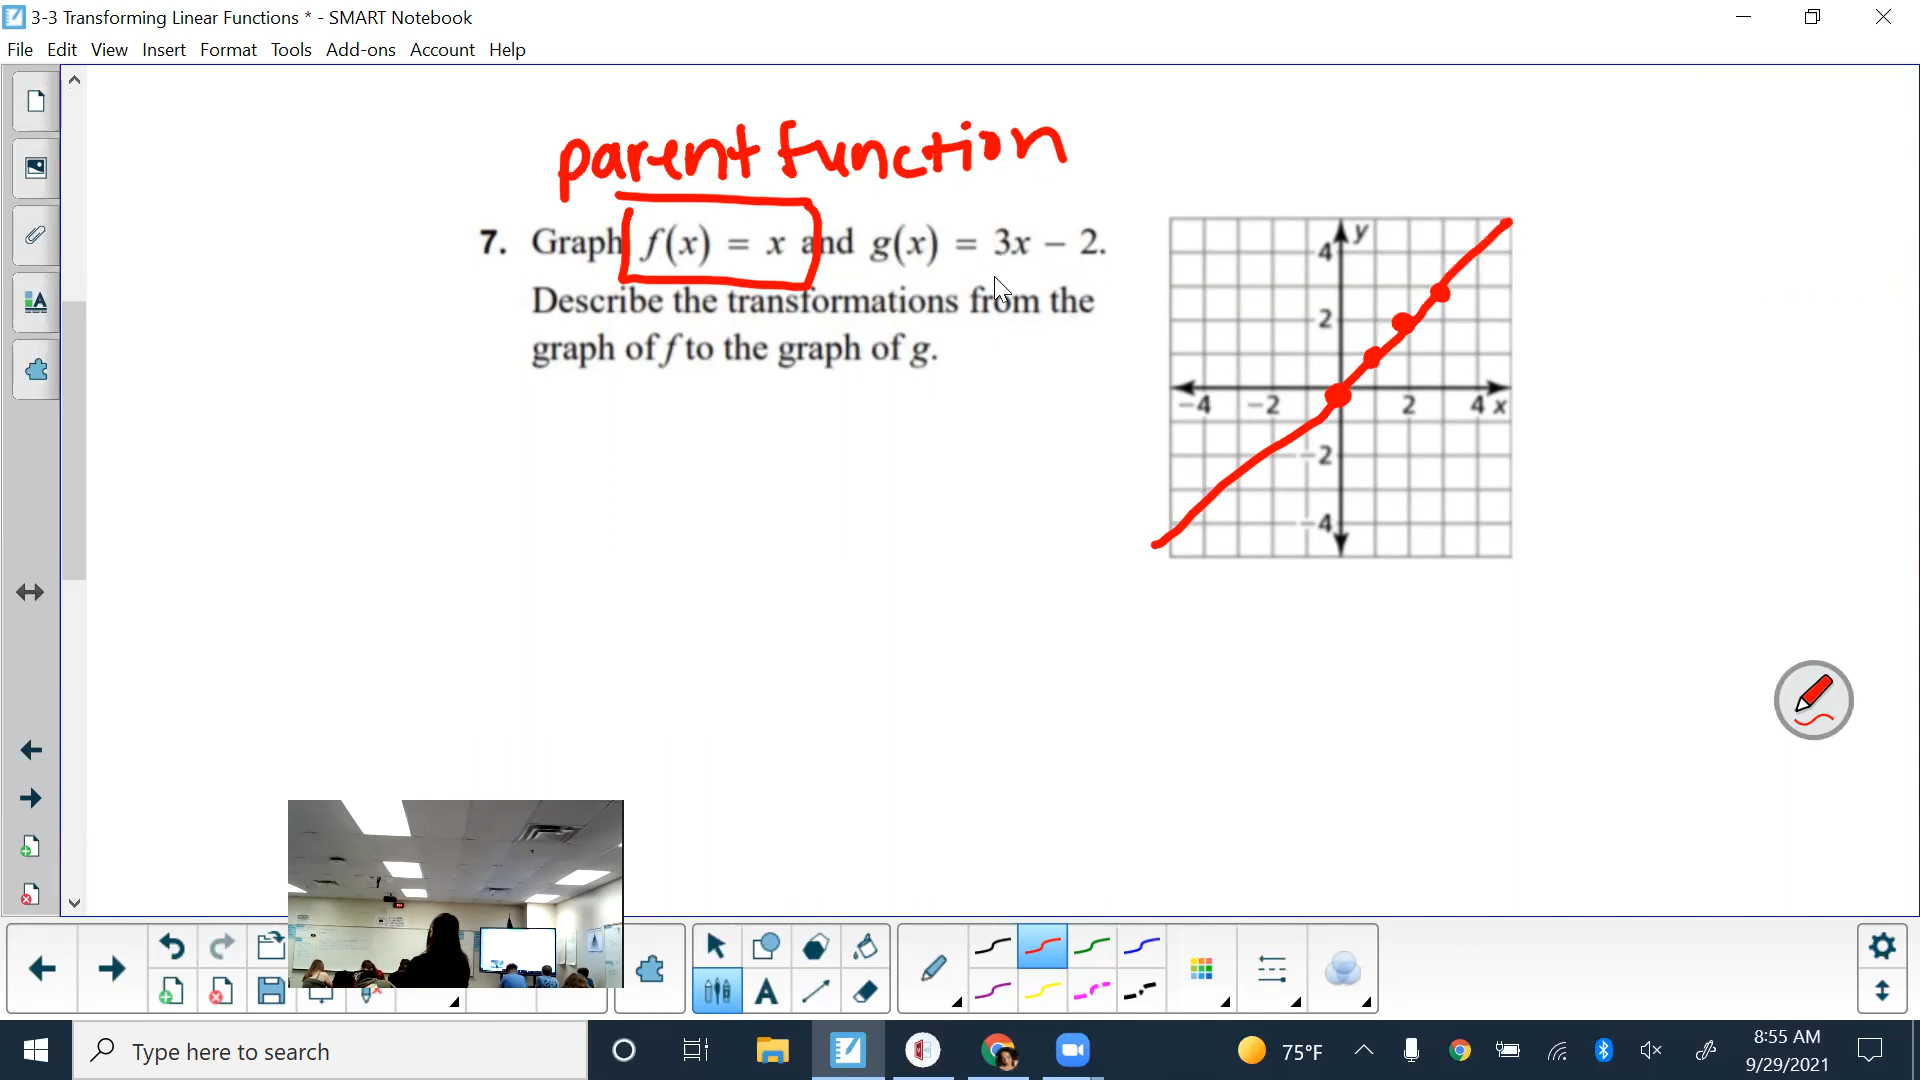 3-3 Transforming Linear Functions * - SMART Notebook
File Edit View Insert Format Tools Add-ons Account Help
parent function
7. Graph f(x) = x and g(x) = 3x − 2.
Describe the transformations from the
graph of f to the graph of g.
4 y
2
−4 −2 2 4 x
−2
−4
Type here to search
75°F
8:55 AM
9/29/2021